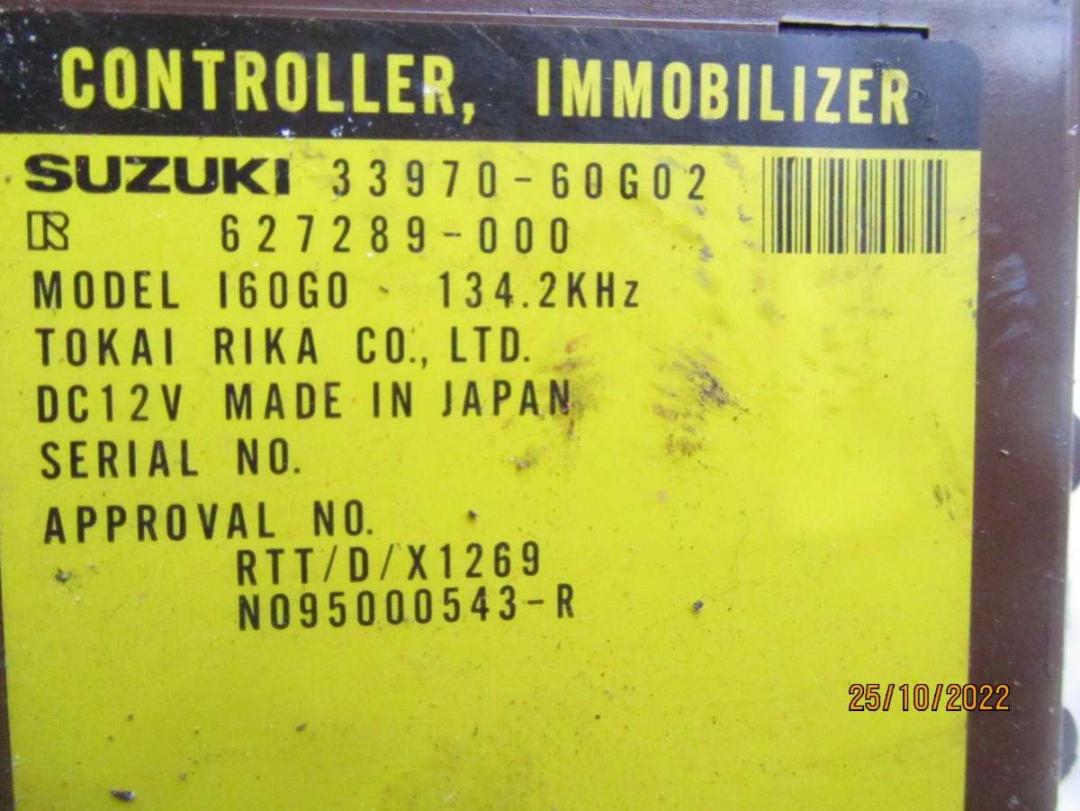 CONTROLLER, IMMOBILIZER
SUZUKI 33970-60G02
R 627289-000
MODEL I60G0 - 134.2KHz
TOKAI RIKA CO., LTD.
DC12V MADE IN JAPAN
SERIAL NO.
APPROVAL NO.
RTT/D/X1269
N095000543-R
25/10/2022